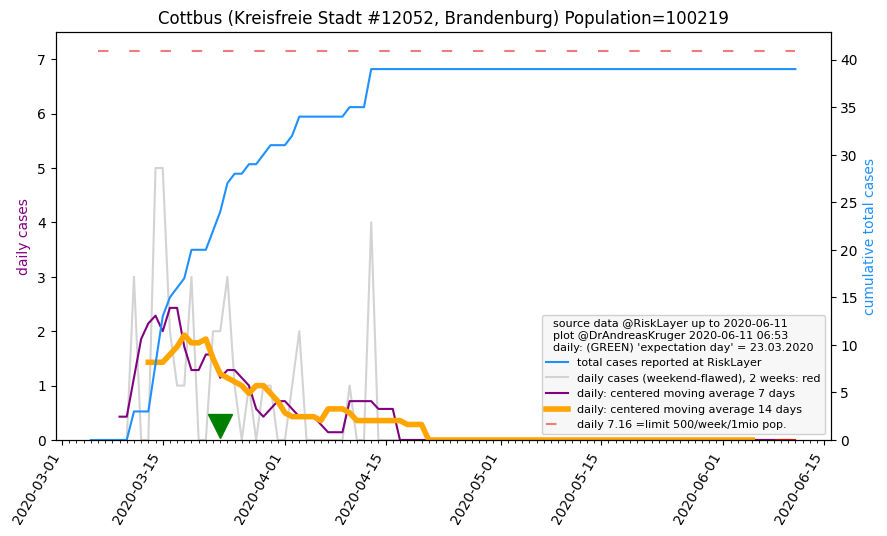 Cottbus (Kreisfreie Stadt #12052, Brandenburg) Population=100219
daily cases
7
6
5
4
3
2
1
0
40
35
30
25
20
15
10
5
0
cumulative total cases
source data @RiskLayer up to 2020-06-11
plot @DrAndreasKruger 2020-06-11 06:53
daily: (GREEN) 'expectation day' = 23.03.2020
total cases reported at RiskLayer
daily cases (weekend-flawed), 2 weeks: red
daily: centered moving average 7 days
daily: centered moving average 14 days
daily 7.16 =limit 500/week/1mio pop.
2020-03-01
2020-03-15
2020-04-01
2020-04-15
2020-05-01
2020-05-15
2020-06-01
2020-06-15